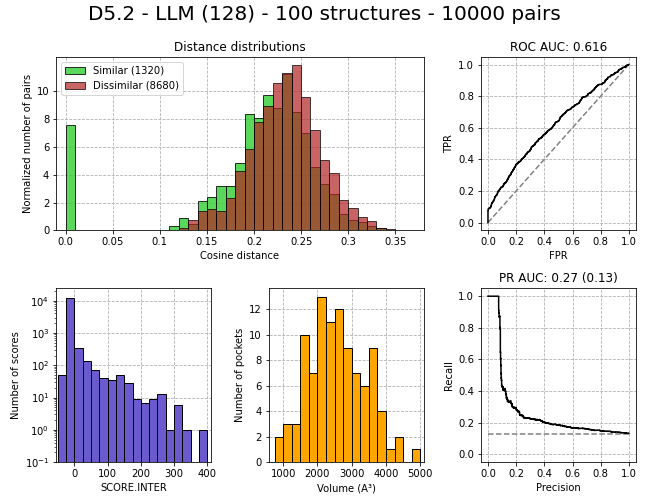 D5.2 - LLM (128) - 100 structures - 10000 pairs
Distance distributions
Normalized number of pairs
Similar (1320)
Dissimilar (8680)
10
8
6
4
2
0
0.0 0.05 0.1 0.15 0.2 0.25 0.3 0.35
Cosine distance
ROC AUC: 0.616
TPR
1.0
0.8
0.6
0.4
0.2
0.0
0.0 0.2 0.4 0.6 0.8 1.0
FPR
Number of scores
10⁴
10³
10²
10¹
10⁰
10⁻¹
0 100 200 300 400
SCORE.INTER
Number of pockets
12
10
8
6
4
2
0
1000 2000 3000 4000 5000
Volume (A³)
PR AUC: 0.27 (0.13)
Recall
1.0
0.8
0.6
0.4
0.2
0.0
0.0 0.2 0.4 0.6 0.8 1.0
Precision